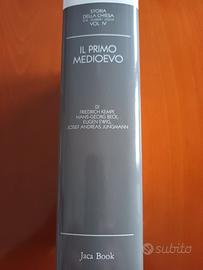 STORIA
DELLA CHIESA
VOL. IV
IL PRIMO
MEDIOEVO
DI
FRIEDRICH KEMPF,
HANS-GEORG BECK,
EUGEN EWIG,
JOSEF ANDREAS JUNGMANN
Jaca Book
subito